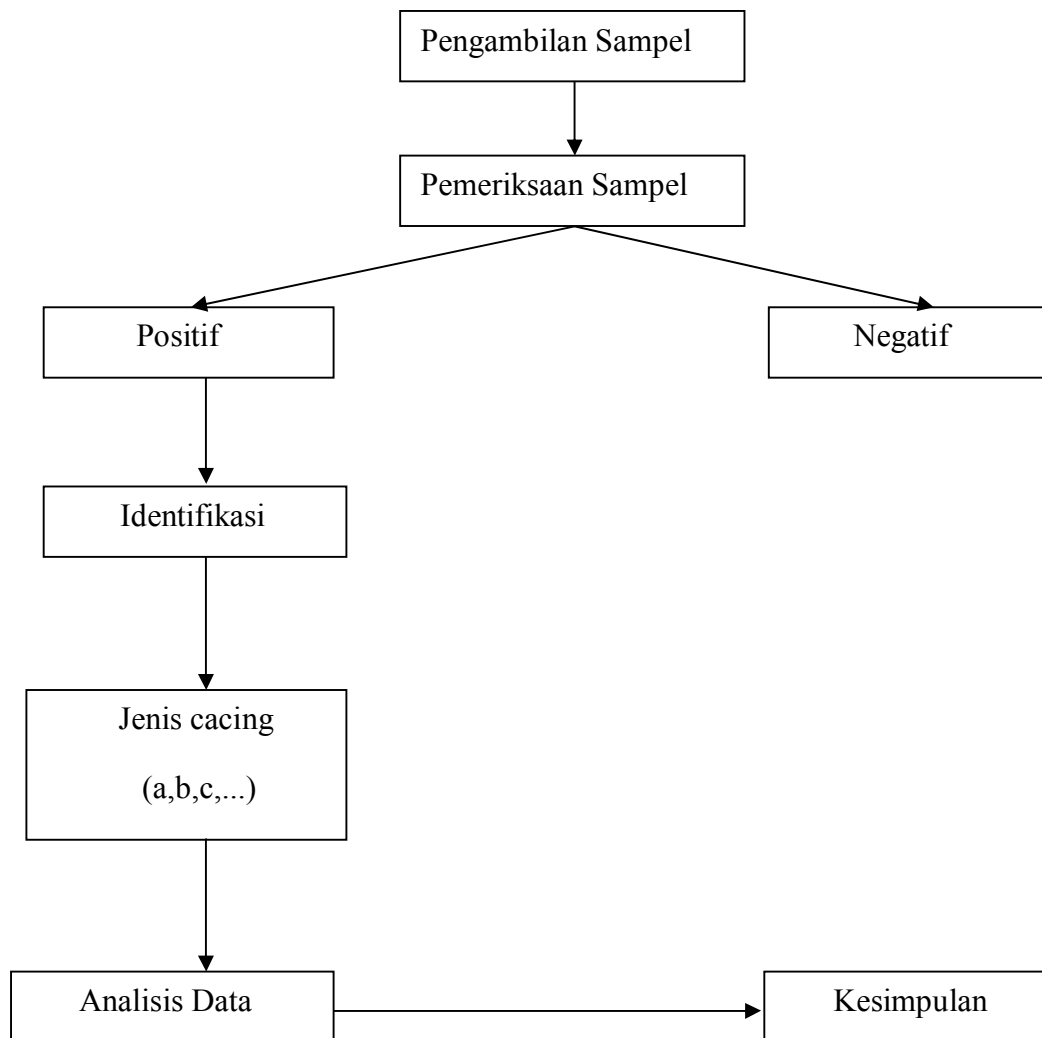 Pengambilan Sampel
Pemeriksaan Sampel
Positif
Negatif
Identifikasi
Jenis cacing
(a,b,c,...)
Analisis Data
Kesimpulan